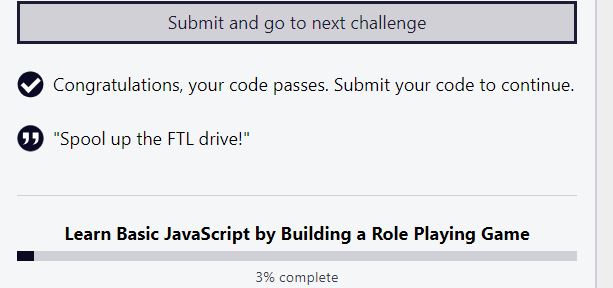 Submit and go to next challenge
Congratulations, your code passes. Submit your code to continue.
"Spool up the FTL drive!"
Learn Basic JavaScript by Building a Role Playing Game
3% complete